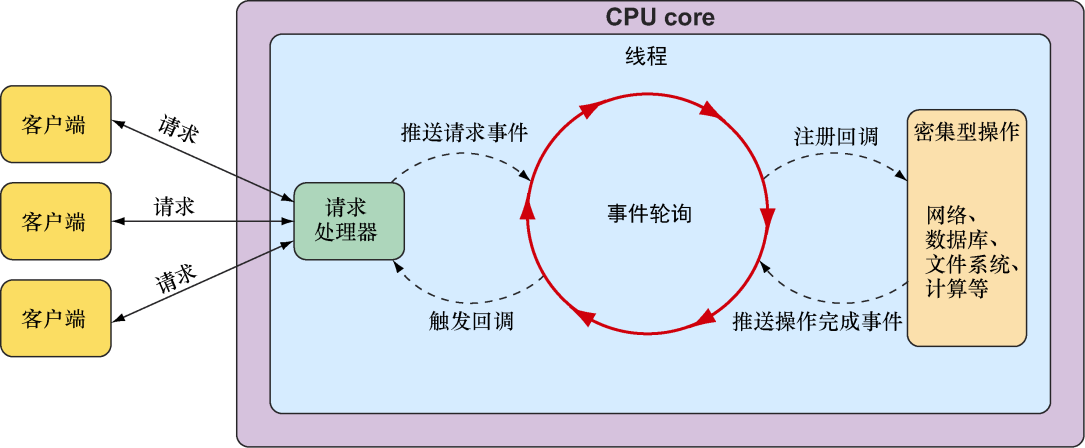 CPU core
线程
客户端
客户端
客户端
请求
请求
请求
请求
处理器
推送请求事件
触发回调
事件轮询
注册回调
推送操作完成事件
密集型操作
网络、
数据库、
文件系统、
计算等